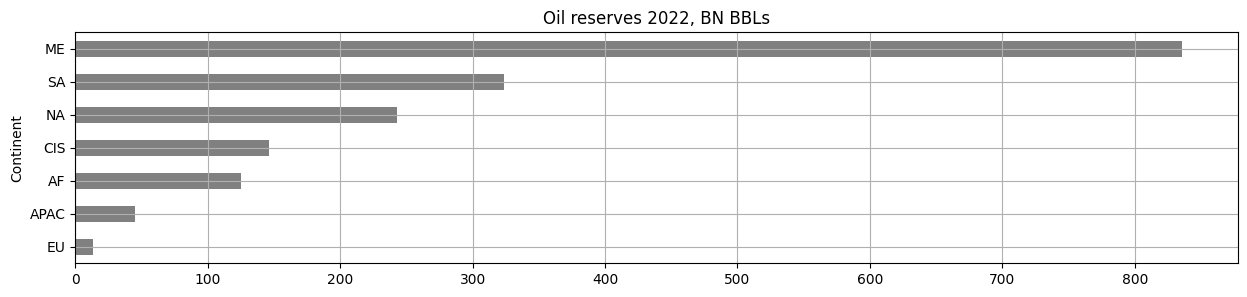 Oil reserves 2022, BN BBLs
Continent
ME
SA
NA
CIS
AF
APAC
EU
0 100 200 300 400 500 600 700 800